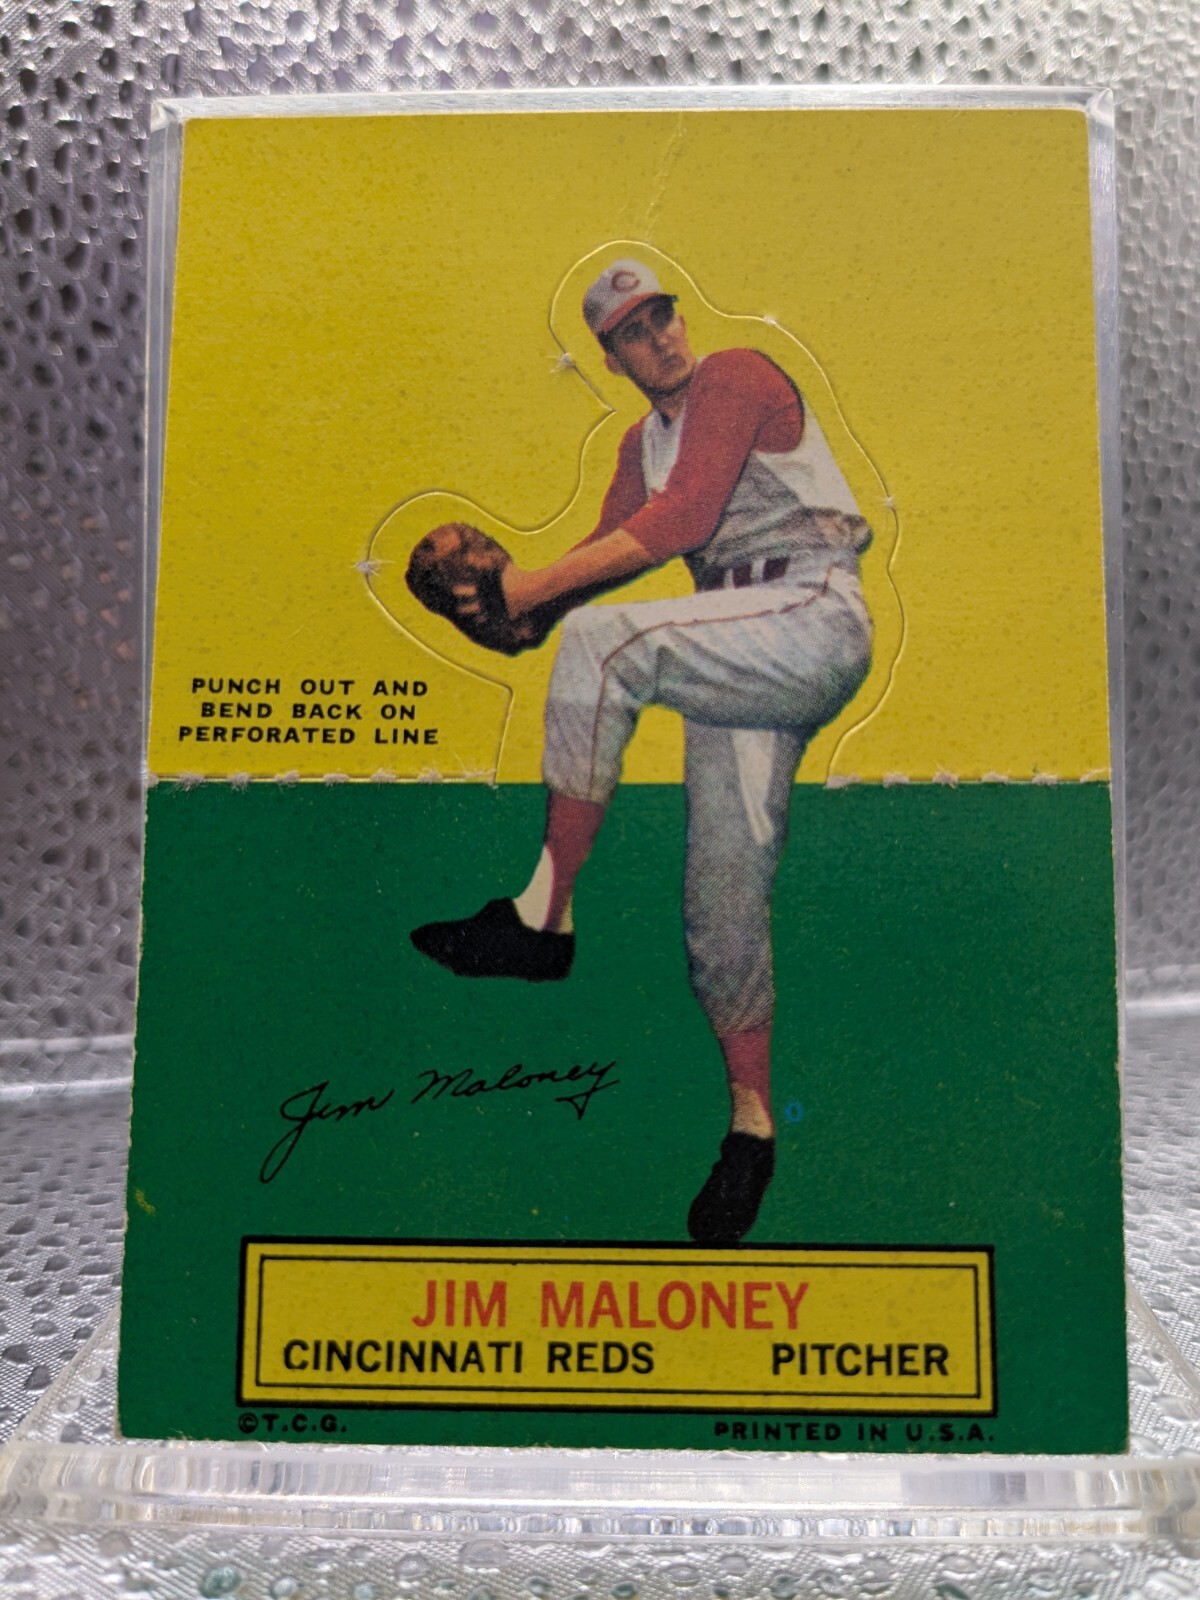 C
PUNCH OUT AND
BEND BACK ON
PERFORATED LINE
Jim Maloney
JIM MALONEY
CINCINNATI REDS PITCHER
©T.C.G. PRINTED IN U.S.A.